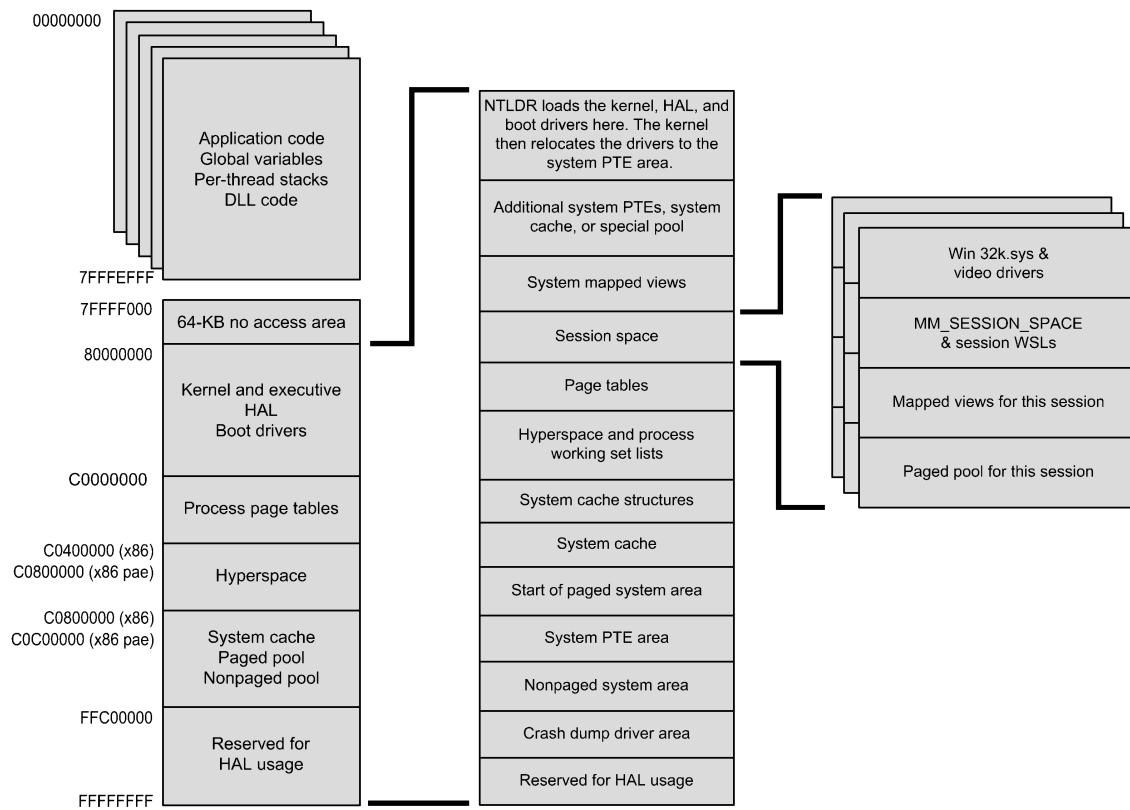 00000000
Application code
Global variables
Per-thread stacks
DLL code
7FFFEFFF
7FFFF000
64-KB no access area
80000000
Kernel and executive
HAL
Boot drivers
C0000000
Process page tables
C0400000 (x86)
C0800000 (x86 pae)
Hyperspace
C0800000 (x86)
C0C00000 (x86 pae)
System cache
Paged pool
Nonpaged pool
FFC00000
Reserved for
HAL usage
FFFFFFFF
NTLDR loads the kernel, HAL, and
boot drivers here. The kernel
then relocates the drivers to the
system PTE area.
Additional system PTEs, system
cache, or special pool
System mapped views
Session space
Page tables
Hyperspace and process
working set lists
System cache structures
System cache
Start of paged system area
System PTE area
Nonpaged system area
Crash dump driver area
Reserved for HAL usage
Win 32k.sys &
video drivers
MM_SESSION_SPACE
& session WSLs
Mapped views for this session
Paged pool for this session